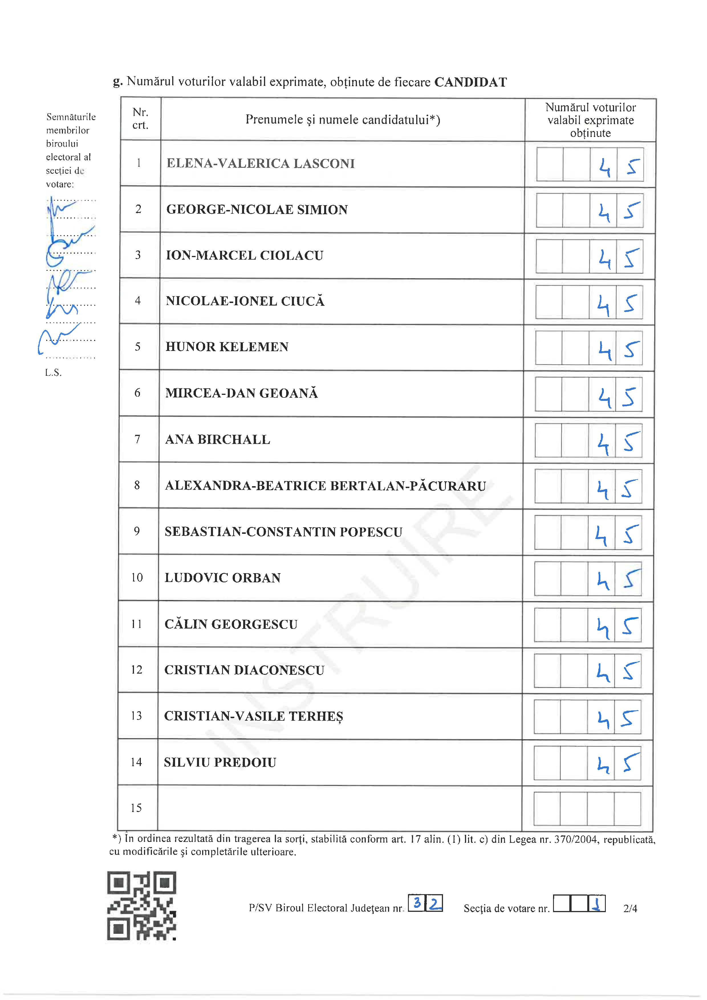 g. Numărul voturilor valabil exprimate, obținute de fiecare CANDIDAT
Semnăturile
membrilor
biroului
electoral al
secției de
votare:
L.S.
Nr. crt.
Prenumele și numele candidatului*)
Numărul voturilor valabil exprimate obținute
1 ELENA-VALERICA LASCONI 45
2 GEORGE-NICOLAE SIMION 45
3 ION-MARCEL CIOLACU 45
4 NICOLAE-IONEL CIUCĂ 45
5 HUNOR KELEMEN 45
6 MIRCEA-DAN GEOANĂ 45
7 ANA BIRCHALL 45
8 ALEXANDRA-BEATRICE BERTALAN-PĂCURARU 45
9 SEBASTIAN-CONSTANTIN POPESCU 45
10 LUDOVIC ORBAN 45
11 CĂLIN GEORGESCU 45
12 CRISTIAN DIACONESCU 45
13 CRISTIAN-VASILE TERHEȘ 45
14 SILVIU PREDOIU 45
15
INSTRUIRE
*) În ordinea rezultată din tragerea la sorţi, stabilită conform art. 17 alin. (1) lit. c) din Legea nr. 370/2004, republicată,
cu modificările şi completările ulterioare.
P/SV Biroul Electoral Judeţean nr. 32 Secţia de votare nr. 1 2/4